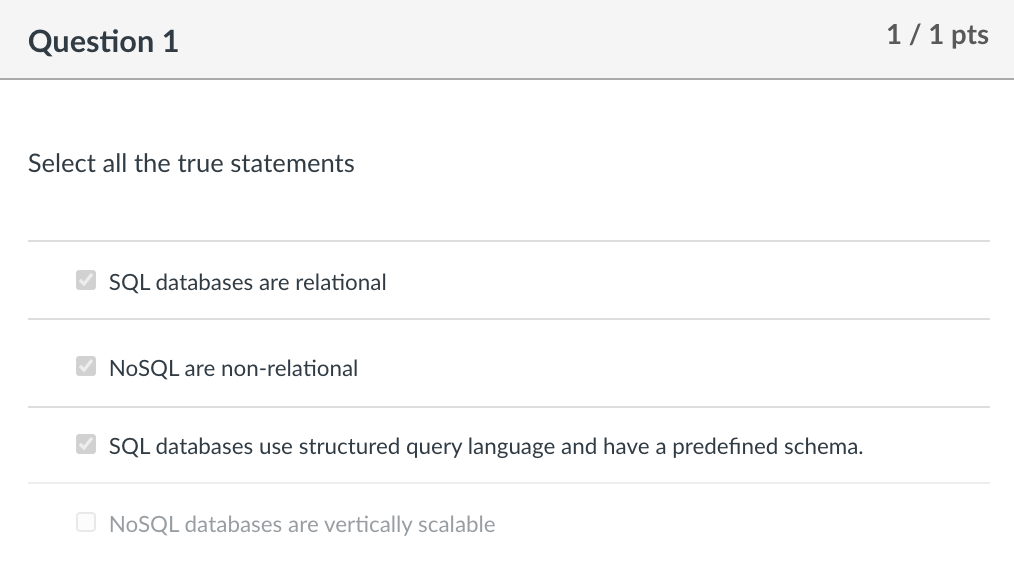 Question 1
1 / 1 pts
Select all the true statements
SQL databases are relational
NoSQL are non-relational
SQL databases use structured query language and have a predefined schema.
NoSQL databases are vertically scalable